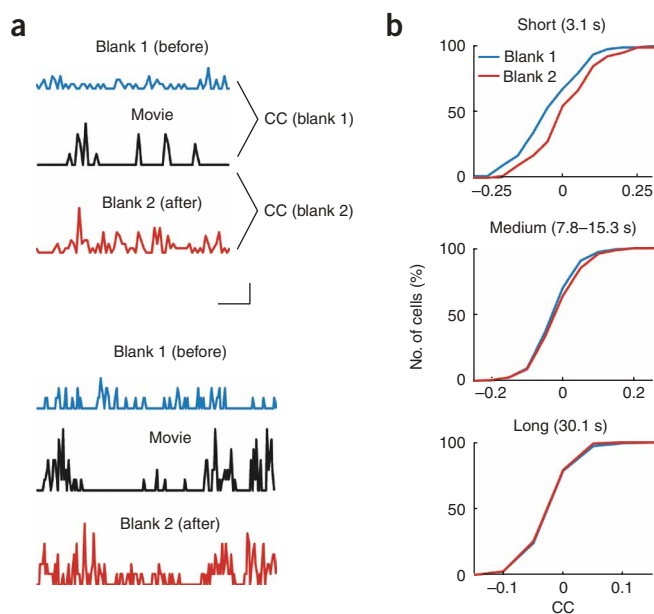 a
Blank 1 (before)
Movie
CC (blank 1)
Blank 2 (after)
CC (blank 2)
Blank 1 (before)
Movie
Blank 2 (after)
b
Short (3.1 s)
100
50
0
Blank 1
Blank 2
−0.25 0 0.25
Medium (7.8–15.3 s)
100
50
0
−0.2 0 0.2
No. of cells (%)
Long (30.1 s)
100
50
0
−0.1 0 0.1
CC